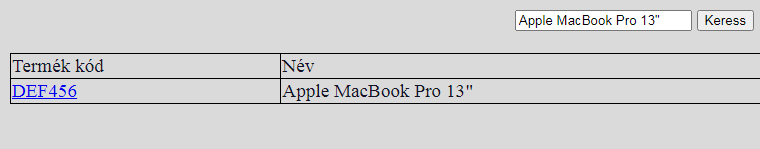 Apple MacBook Pro 13" Keress
Termék kód Név
DEF456 Apple MacBook Pro 13"